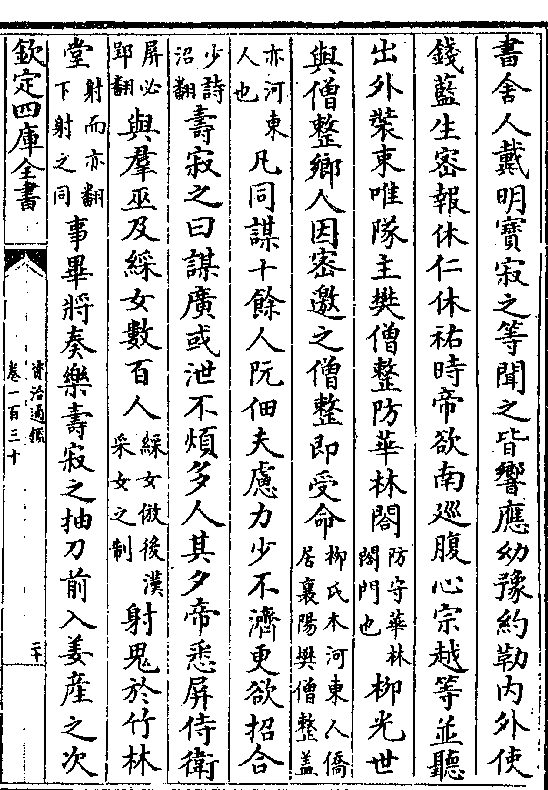 書舍人戴明寳寂之等聞之皆響應幼豫約勒内外使
錢藍生密報休仁休祐時帝欲南廵腹心宗越等並聽
出外裝束唯隊主樊僧整防華林閤防守華林閤門也柳光世
與僧整鄉人因密邀之僧整即受命柳氏本河東人僑居襄陽樊僧整盖
亦河東人也凡同謀十餘人阮佃夫慮力少不濟更欲招合
少詩沼翻壽寂之曰謀廣或泄不煩多人其夕帝悉屏侍衛
屏必郢翻與羣巫及綵女數百人綵女倣後漢采女之制射鬼於竹林
堂射而亦翻下射之同事畢將奏樂壽寂之抽刀前入姜産之次
欽定四庫全書
資治通鑑
卷一百三十
二十